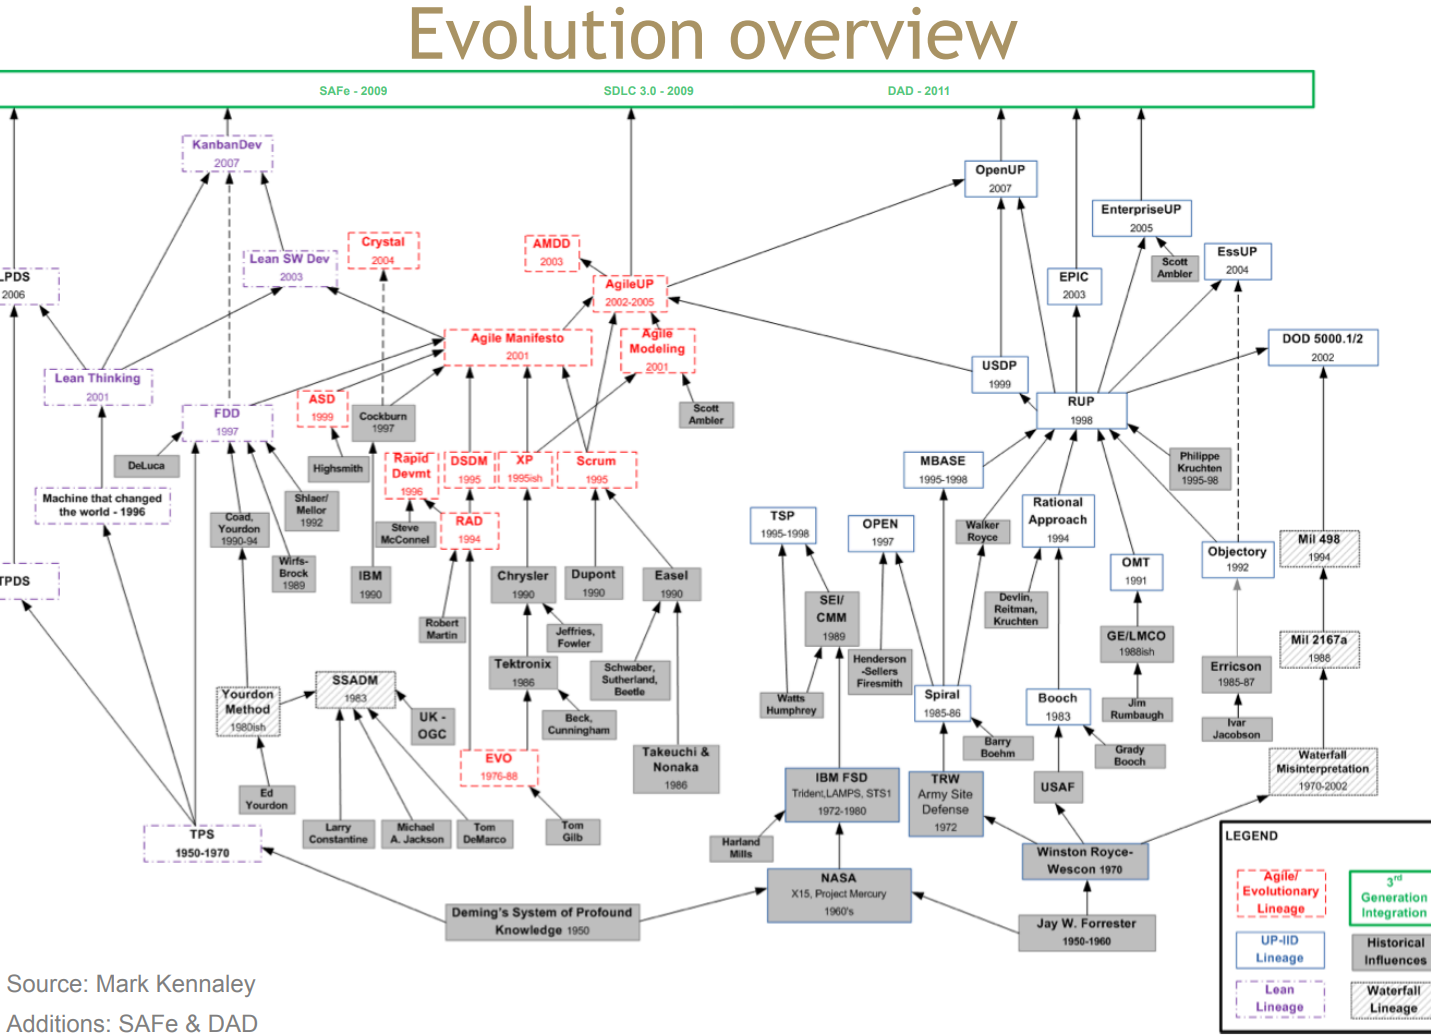 Evolution overview
SAFe - 2009
SDLC 3.0 - 2009
DAD - 2011
KanbanDev
2007
OpenUP
2007
EnterpriseUP
2005
Scott
Ambler
EssUP
2004
Crystal
2004
AMDD
2003
Lean SW Dev
2003
LPDS
2006
AgileUP
2002-2005
EPIC
2003
Agile Manifesto
2001
Agile
Modeling
2001
DOD 5000.1/2
2002
USDP
1999
Lean Thinking
2001
RUP
1998
ASD
1999
Cockburn
1997
Scott
Ambler
FDD
1997
DeLuca
Highsmith
Rapid
Devmt
1996
DSDM
1995
XP
1995ish
Scrum
1995
MBASE
1995-1998
Philippe
Kruchten
1995-98
Machine that changed
the world - 1996
Shlaer/
Mellor
1992
Coad,
Yourdon
1990-94
Steve
McConnel
RAD
1994
TSP
1995-1998
OPEN
1997
Walker
Royce
Rational
Approach
1994
Mil 498
1994
Objectory
1992
Wirfs-
Brock
1989
IBM
1990
Chrysler
1990
Dupont
1990
Easel
1990
OMT
1991
TPDS
SEI/
CMM
1989
Devlin,
Reitman,
Kruchten
Robert
Martin
Jeffries,
Fowler
GE/LMCO
1988ish
Mil 2167a
1988
Tektronix
1986
Schwaber,
Sutherland,
Beetle
Henderson
-Sellers
Firesmith
Erricson
1985-87
SSADM
1983
Yourdon
Method
1980ish
UK -
OGC
Beck,
Cunningham
Watts
Humphrey
Spiral
1985-86
Booch
1983
Jim
Rumbaugh
Ivar
Jacobson
Barry
Boehm
Grady
Booch
EVO
1976-88
Takeuchi &
Nonaka
1986
Waterfall
Misinterpretation
1970-2002
IBM FSD
Trident,LAMPS, STS1
1972-1980
TRW
Army Site
Defense
1972
USAF
Ed
Yourdon
Larry
Constantine
Michael
A. Jackson
Tom
DeMarco
Tom
Gilb
TPS
1950-1970
Harland
Mills
Winston Royce-
Wescon 1970
NASA
X15, Project Mercury
1960's
Deming's System of Profound
Knowledge 1950
Jay W. Forrester
1950-1960
LEGEND
Agile/
Evolutionary
Lineage
3rd
Generation
Integration
UP-IID
Lineage
Historical
Influences
Lean
Lineage
Waterfall
Lineage
Source: Mark Kennaley
Additions: SAFe & DAD